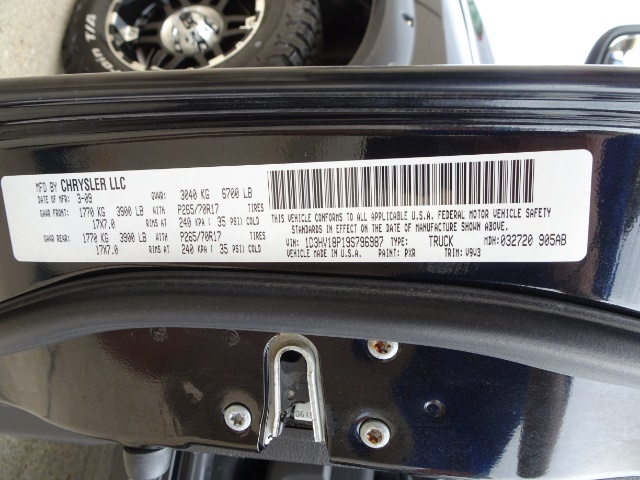 T/A
MFD BY CHRYSLER LLC
DATE OF MFR: 3-09 GVWR: 3040 KG 6700 LB
GAWR FRONT: 1770 KG 3900 LB WITH P265/70R17 TIRES
17X7.0 RIMS AT 240 KPA ( 35 PSI) COLD
GAWR REAR: 1770 KG 3900 LB WITH P265/70R17 TIRES
17X7.0 RIMS AT 240 KPA ( 35 PSI) COLD
THIS VEHICLE CONFORMS TO ALL APPLICABLE U.S.A. FEDERAL MOTOR VEHICLE SAFETY
STANDARDS IN EFFECT ON THE DATE OF MANUFACTURE SHOWN ABOVE.
VIN: 1D3HV18P19S796987 TYPE: TRUCK MDH: 032720 905AB
VEHICLE MADE IN U.S.A. PAINT: PXR TRIM: V9V3